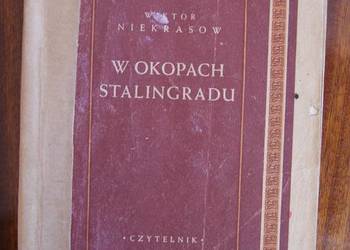 WIKTOR
NIEKRASOW
W OKOPACH
STALINGRADU
• CZYTELNIK •